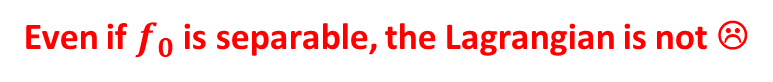 Even if f₀ is separable, the Lagrangian is not ☹